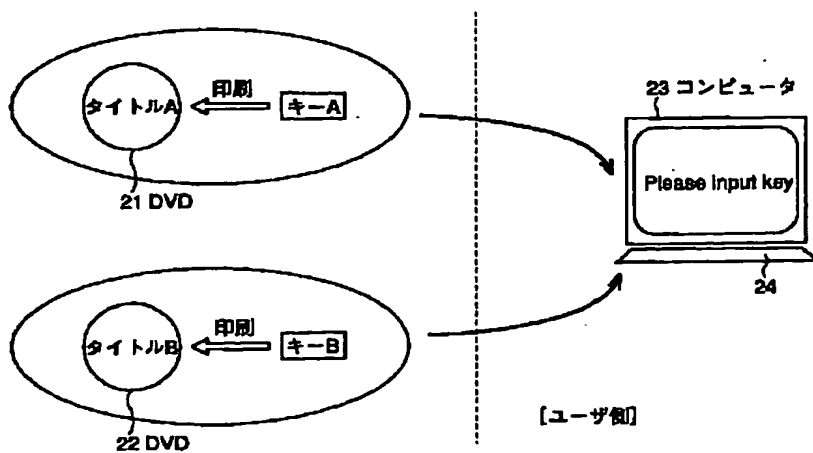 印刷
タイトルA
キーA
21 DVD
23 コンピュータ
Please input key
24
印刷
タイトルB
キーB
22 DVD
[ユーザ側]